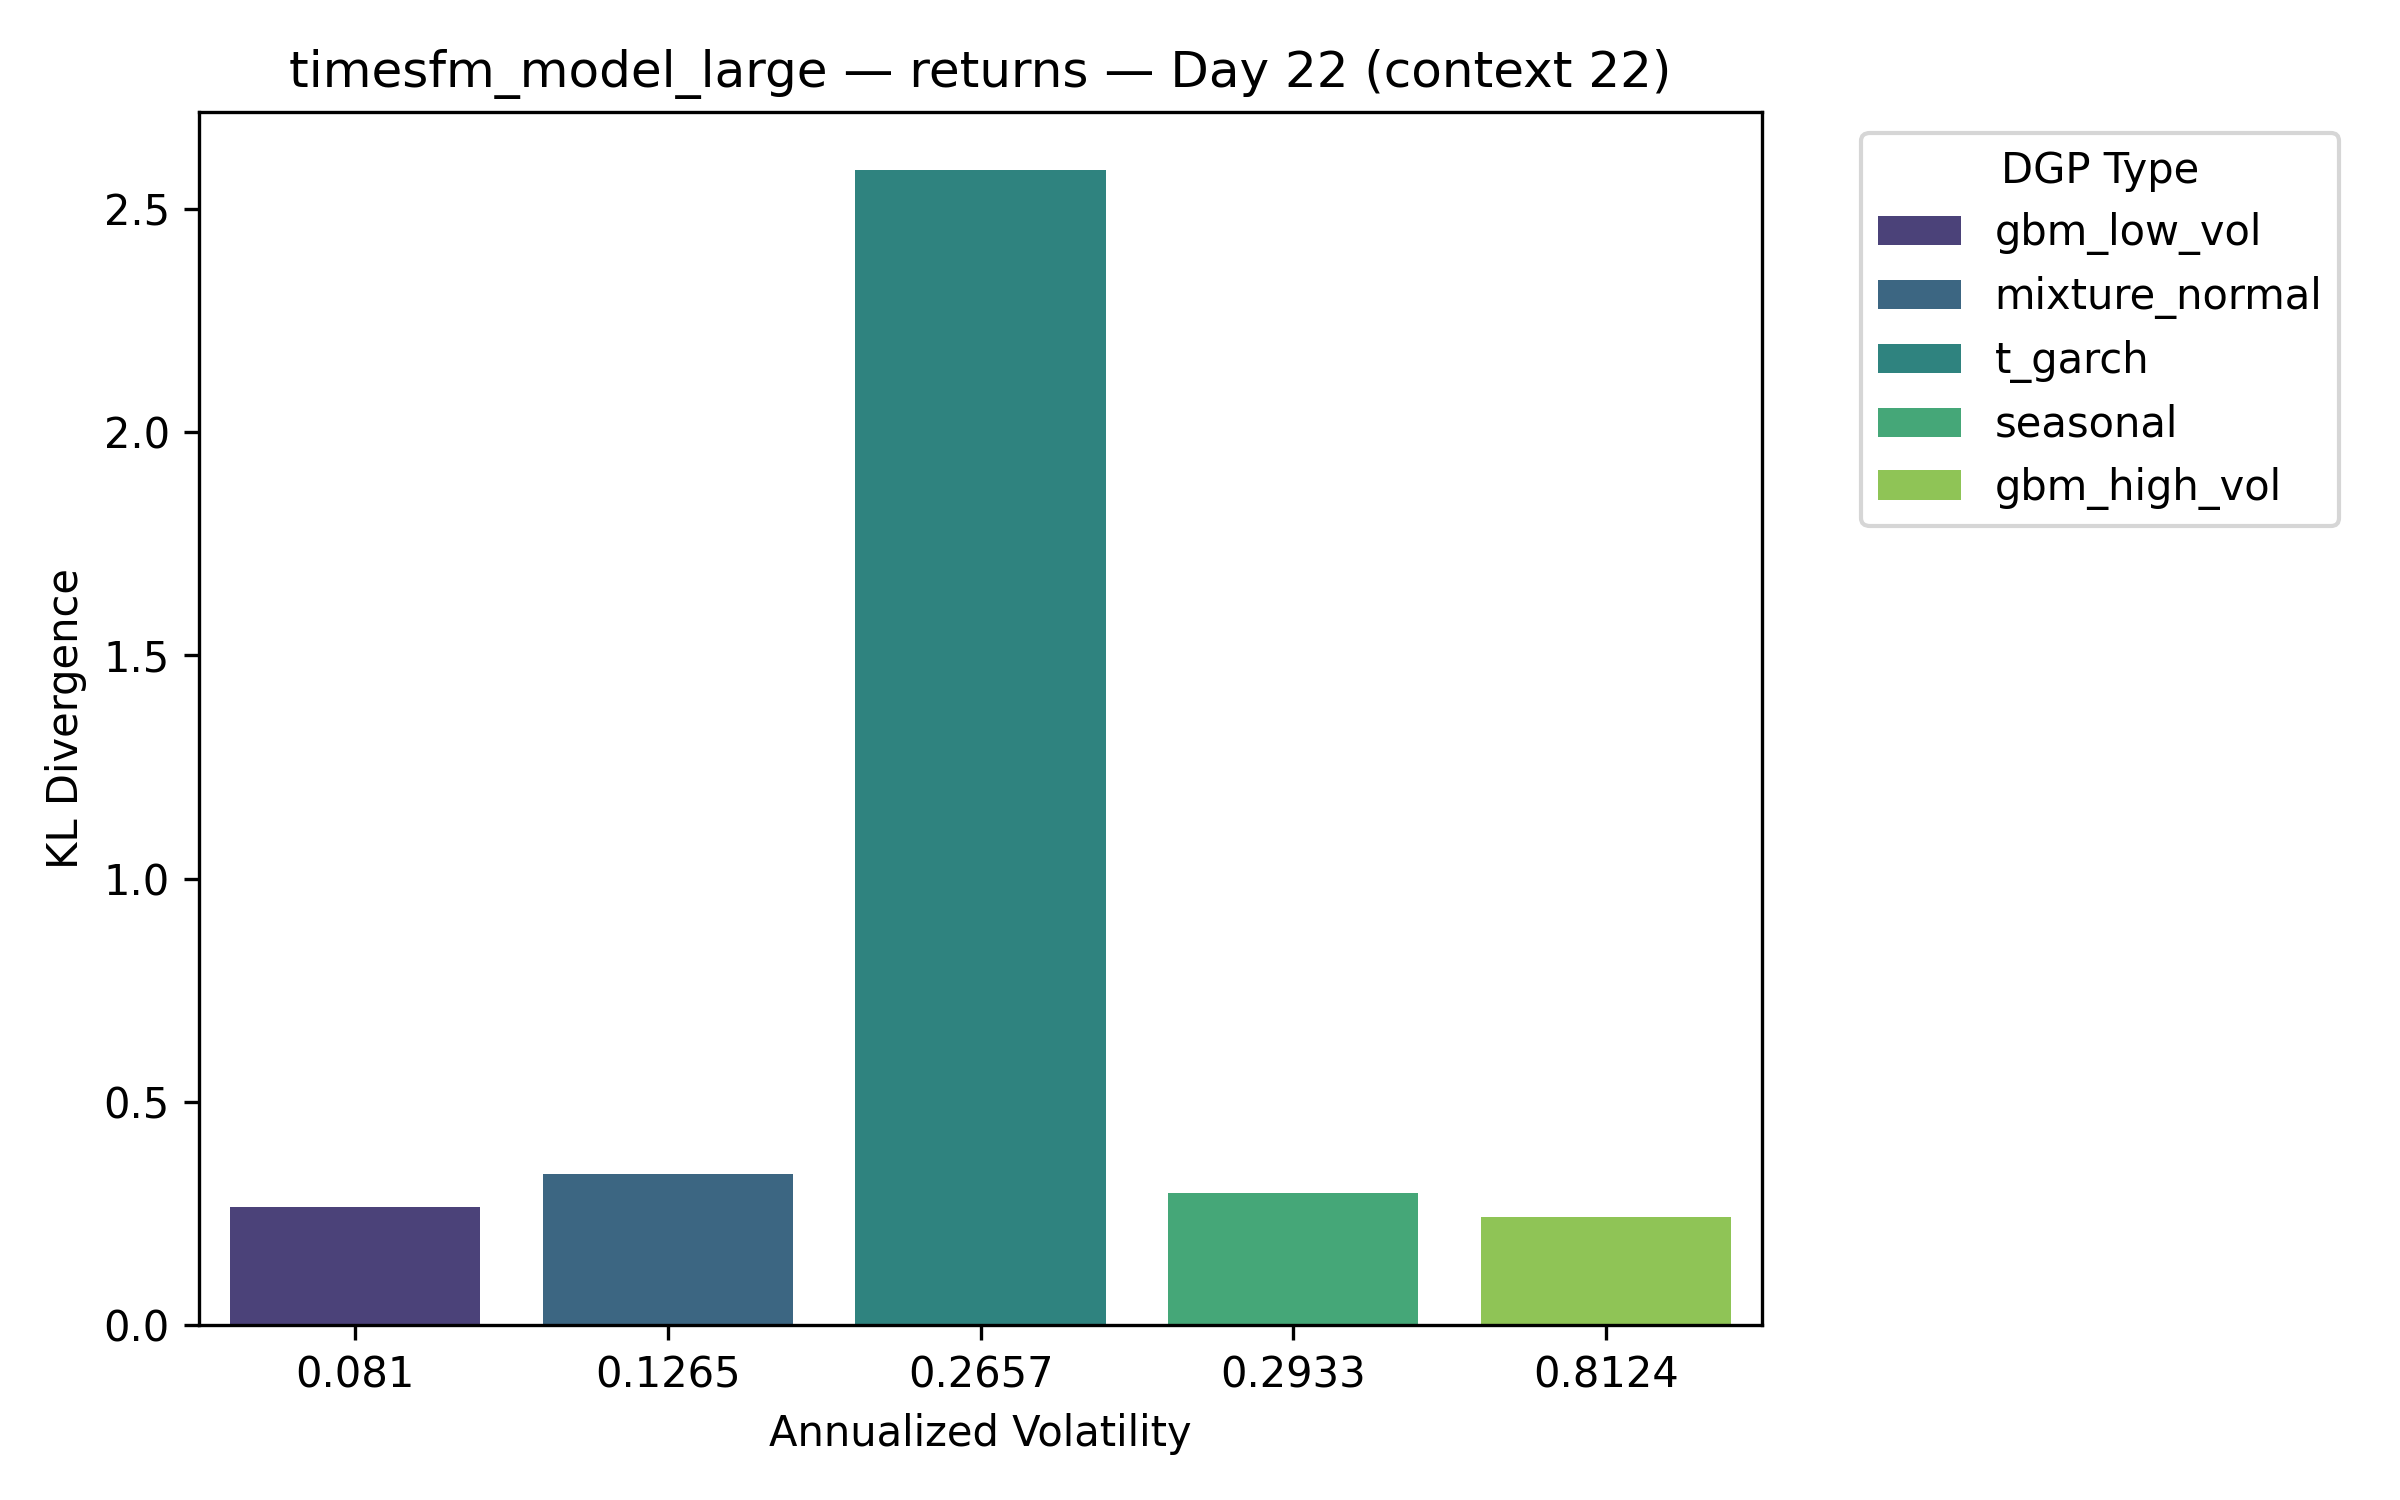 timesfm_model_large — returns — Day 22 (context 22)
DGP Type
gbm_low_vol
mixture_normal
t_garch
seasonal
gbm_high_vol
KL Divergence
2.5
2.0
1.5
1.0
0.5
0.0
0.081 0.1265 0.2657 0.2933 0.8124
Annualized Volatility